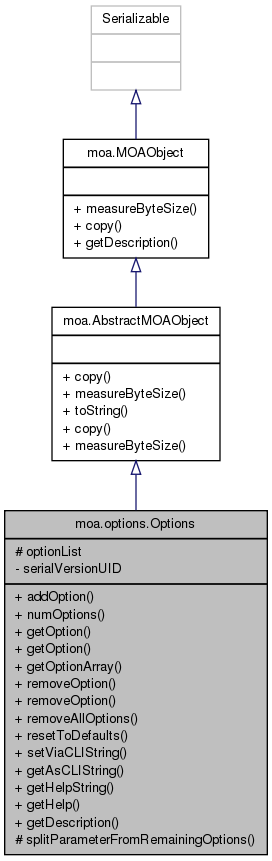 Serializable
moa.MOAObject
+ measureByteSize()
+ copy()
+ getDescription()
moa.AbstractMOAObject
+ copy()
+ measureByteSize()
+ toString()
+ copy()
+ measureByteSize()
moa.options.Options
# optionList
- serialVersionUID
+ addOption()
+ numOptions()
+ getOption()
+ getOption()
+ getOptionArray()
+ removeOption()
+ removeOption()
+ removeAllOptions()
+ resetToDefaults()
+ setViaCLIString()
+ getAsCLIString()
+ getHelpString()
+ getHelp()
+ getDescription()
# splitParameterFromRemainingOptions()